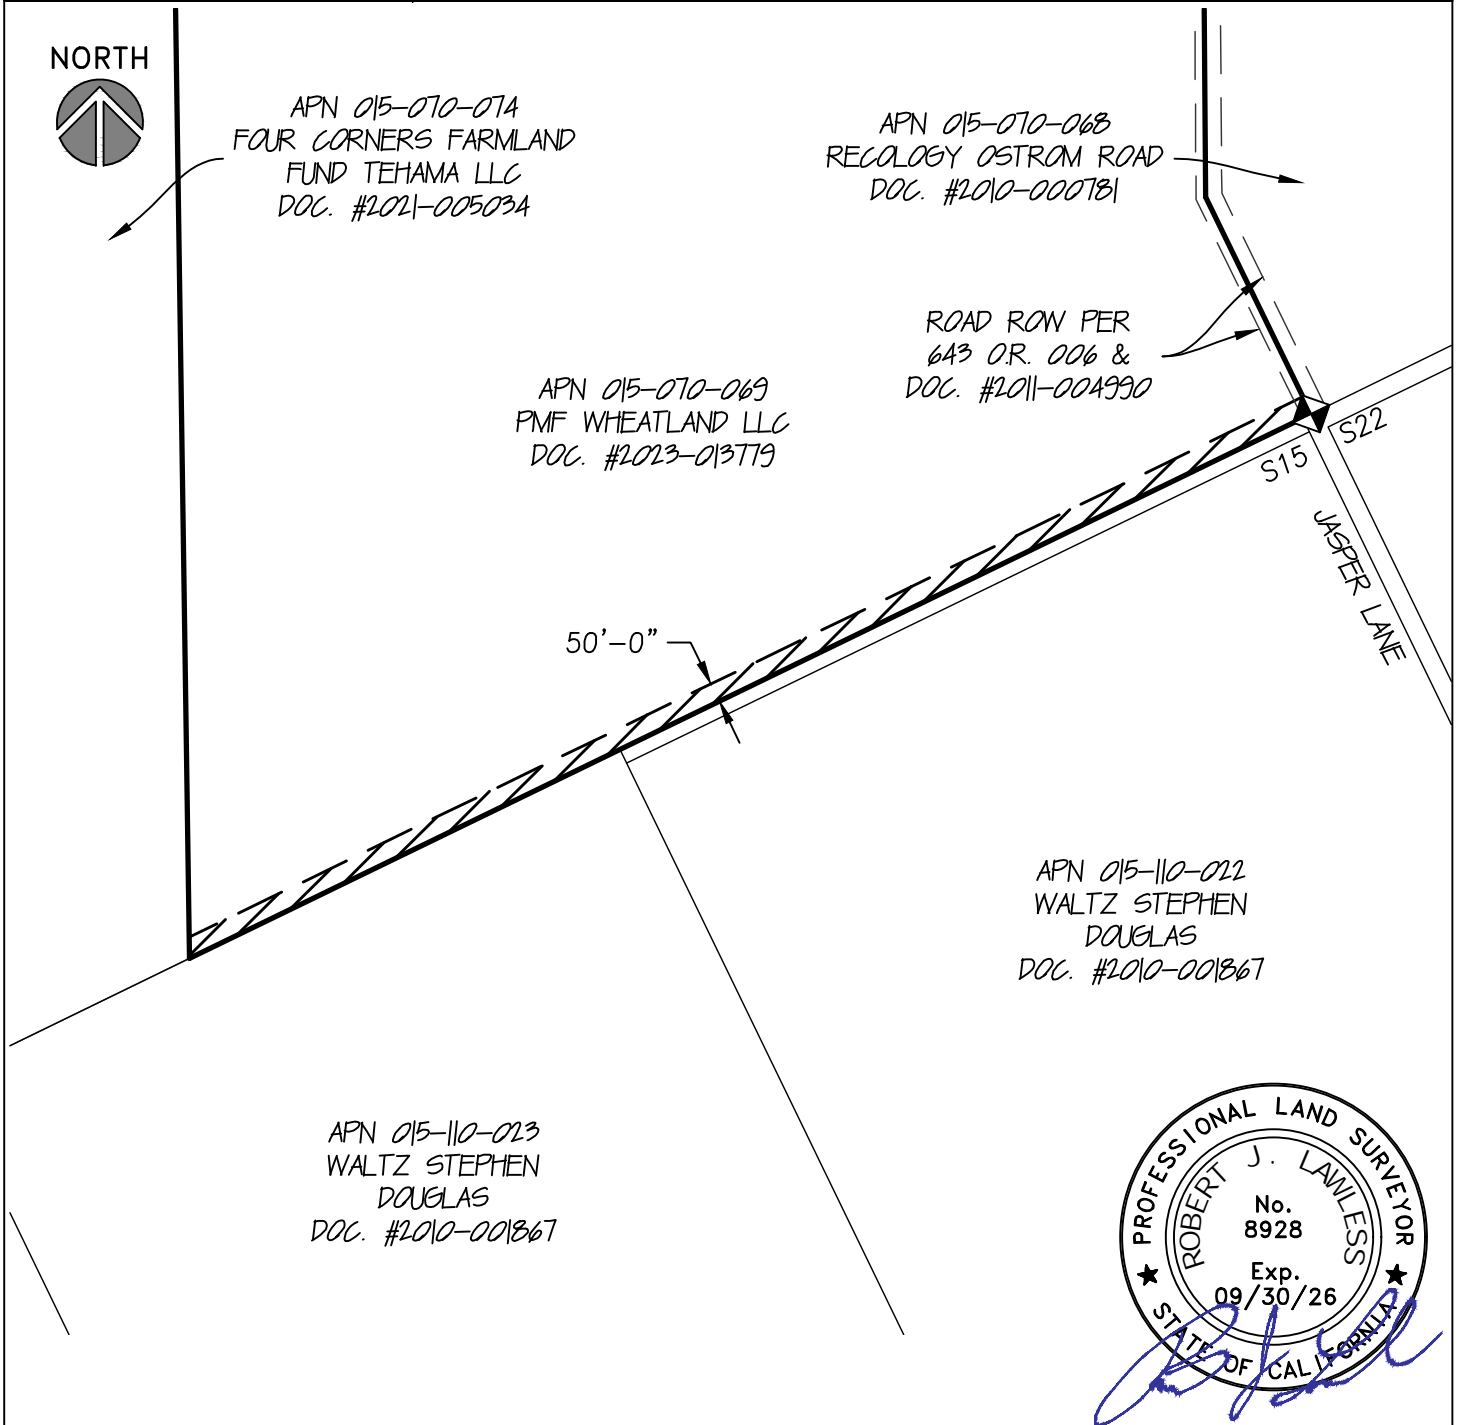 NORTH
APN 015-070-074
FOUR CORNERS FARMLAND
FUND TEHAMA LLC
DOC. #2021-005034
APN 015-070-068
RECOLOGY OSTROM ROAD
DOC. #2010-000781
ROAD ROW PER
643 O.R. 006 &
DOC. #2011-004990
APN 015-070-069
PMF WHEATLAND LLC
DOC. #2023-013779
S22
S15
JASPER LANE
50'-0"
APN 015-110-022
WALTZ STEPHEN
DOUGLAS
DOC. #2010-001867
APN 015-110-023
WALTZ STEPHEN
DOUGLAS
DOC. #2010-001867
PROFESSIONAL LAND SURVEYOR
ROBERT J. LAWLESS
No.
8928
Exp.
09/30/26
STATE OF CALIFORNIA